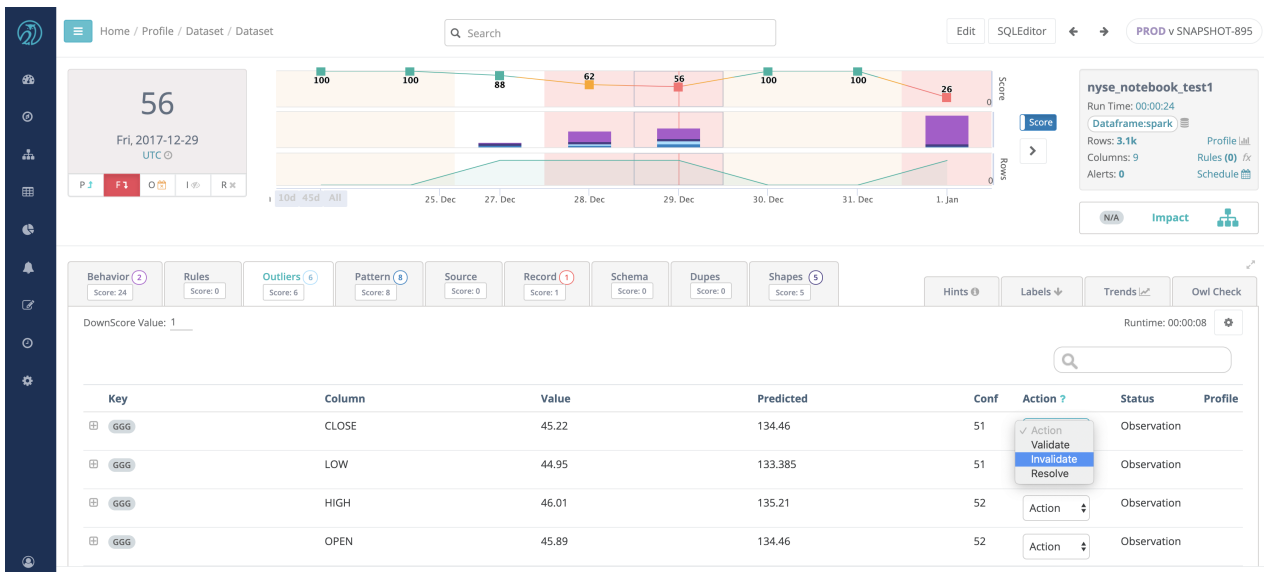 Home / Profile / Dataset / Dataset
Search
Edit
SQLEditor
PROD v SNAPSHOT-895
56
Fri, 2017-12-29
UTC
P
F
O
I
R
100 100 88 62 56 100 100 26
Score
0
Rows
0
10d 45d All
25. Dec 27. Dec 28. Dec 29. Dec 30. Dec 31. Dec 1. Jan
Score
nyse_notebook_test1
Run Time: 00:00:24
Dataframe:spark
Rows: 3.1k Profile
Columns: 9 Rules (0) fx
Alerts: 0 Schedule
N/A Impact
Behavior 2
Score: 24
Rules
Score: 0
Outliers 6
Score: 6
Pattern 8
Score: 8
Source
Score: 0
Record 1
Score: 1
Schema
Score: 0
Dupes
Score: 0
Shapes 5
Score: 5
Hints
Labels
Trends
Owl Check
DownScore Value: 1
Runtime: 00:00:08
Key Column Value Predicted Conf Action ? Status Profile
GGG CLOSE 45.22 134.46 51 Observation
✓ Action
Validate
Invalidate
Resolve
GGG LOW 44.95 133.385 51 Observation
GGG HIGH 46.01 135.21 52 Action Observation
GGG OPEN 45.89 134.46 52 Action Observation